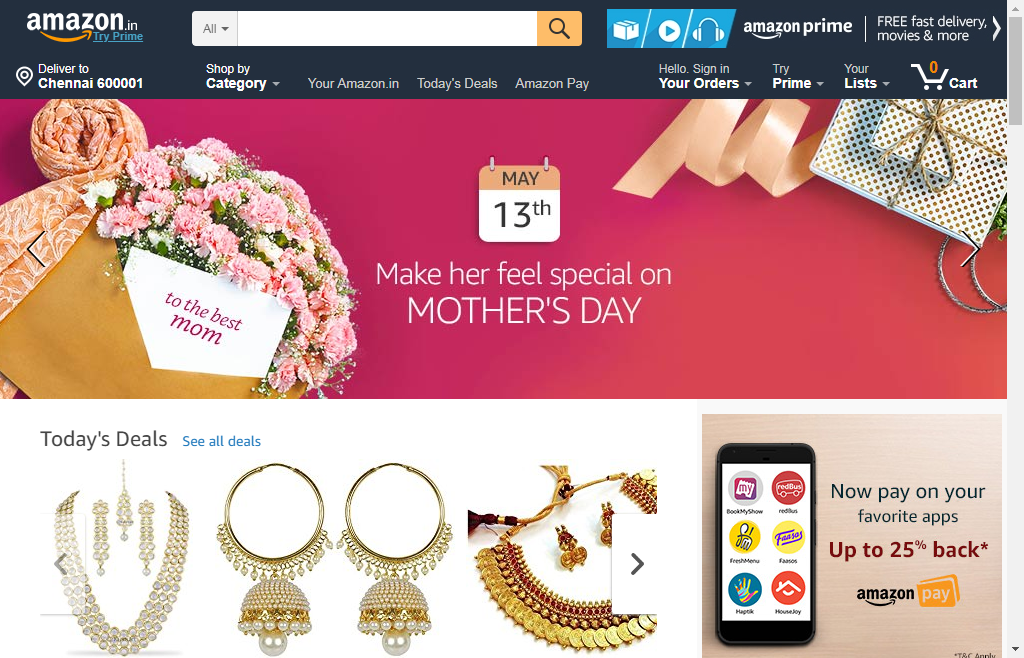 amazon.in
Try Prime
All
amazon prime
FREE fast delivery,
movies & more
Deliver to
Chennai 600001
Shop by
Category
Your Amazon.in
Today's Deals
Amazon Pay
Hello. Sign in
Your Orders
Try
Prime
Your
Lists
0
Cart
MAY
13th
Make her feel special on
MOTHER'S DAY
to the best
mom
Today's Deals
See all deals
Now pay on your
favorite apps
Up to 25% back*
amazon pay
my
redBus
BookMyShow
redBus
Faasos
FreshMenu
Faasos
Haptik
HouseJoy
*T&C Apply